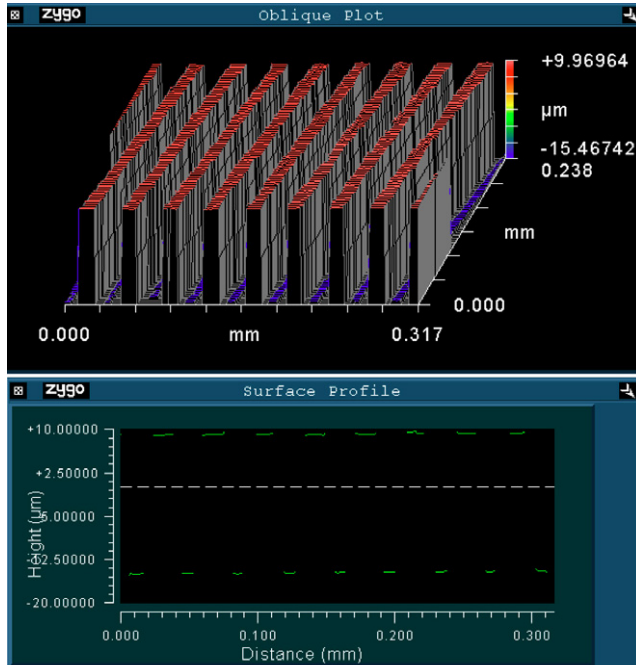 zygo Oblique Plot
+9.96964
µm
-15.46742
0.238
mm
0.000
0.000 mm 0.317
zygo Surface Profile
+10.00000
+2.50000
-5.00000
-12.50000
-20.00000
Height (µm)
0.000 0.100 0.200 0.300
Distance (mm)